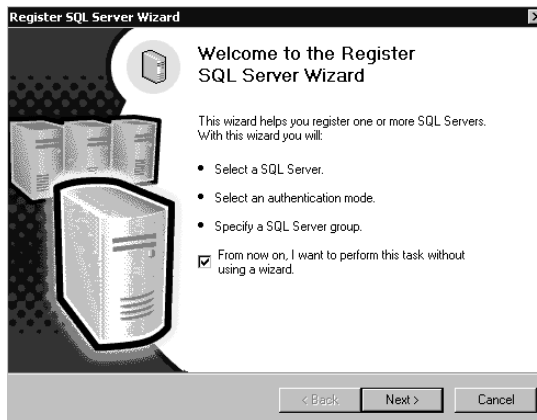 Register SQL Server Wizard
Welcome to the Register
SQL Server Wizard
This wizard helps you register one or more SQL Servers.
With this wizard you will:
• Select a SQL Server.
• Select an authentication mode.
• Specify a SQL Server group.
From now on, I want to perform this task without
using a wizard.
< Back Next > Cancel